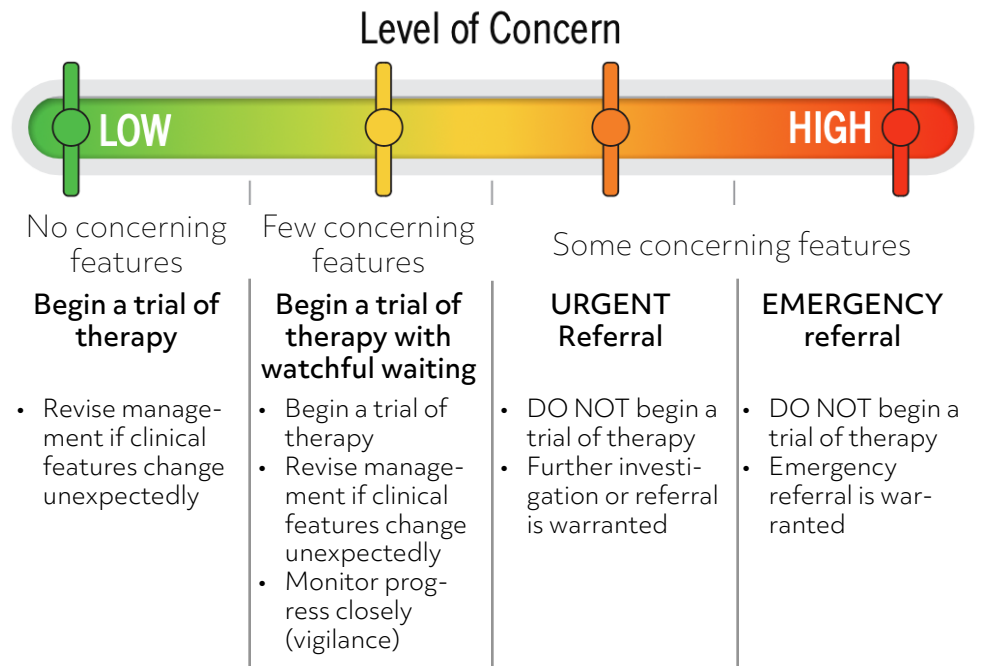 Level of Concern
LOW
HIGH
No concerning
features
Few concerning
features
Some concerning features
Begin a trial of
therapy
• Revise manage-
ment if clinical
features change
unexpectedly
Begin a trial of
therapy with
watchful waiting
• Begin a trial of
therapy
• Revise manage-
ment if clinical
features change
unexpectedly
• Monitor prog-
ress closely
(vigilance)
URGENT
Referral
• DO NOT begin a
trial of therapy
• Further investi-
gation or referral
is warranted
EMERGENCY
referral
• DO NOT begin a
trial of therapy
• Emergency
referral is war-
ranted